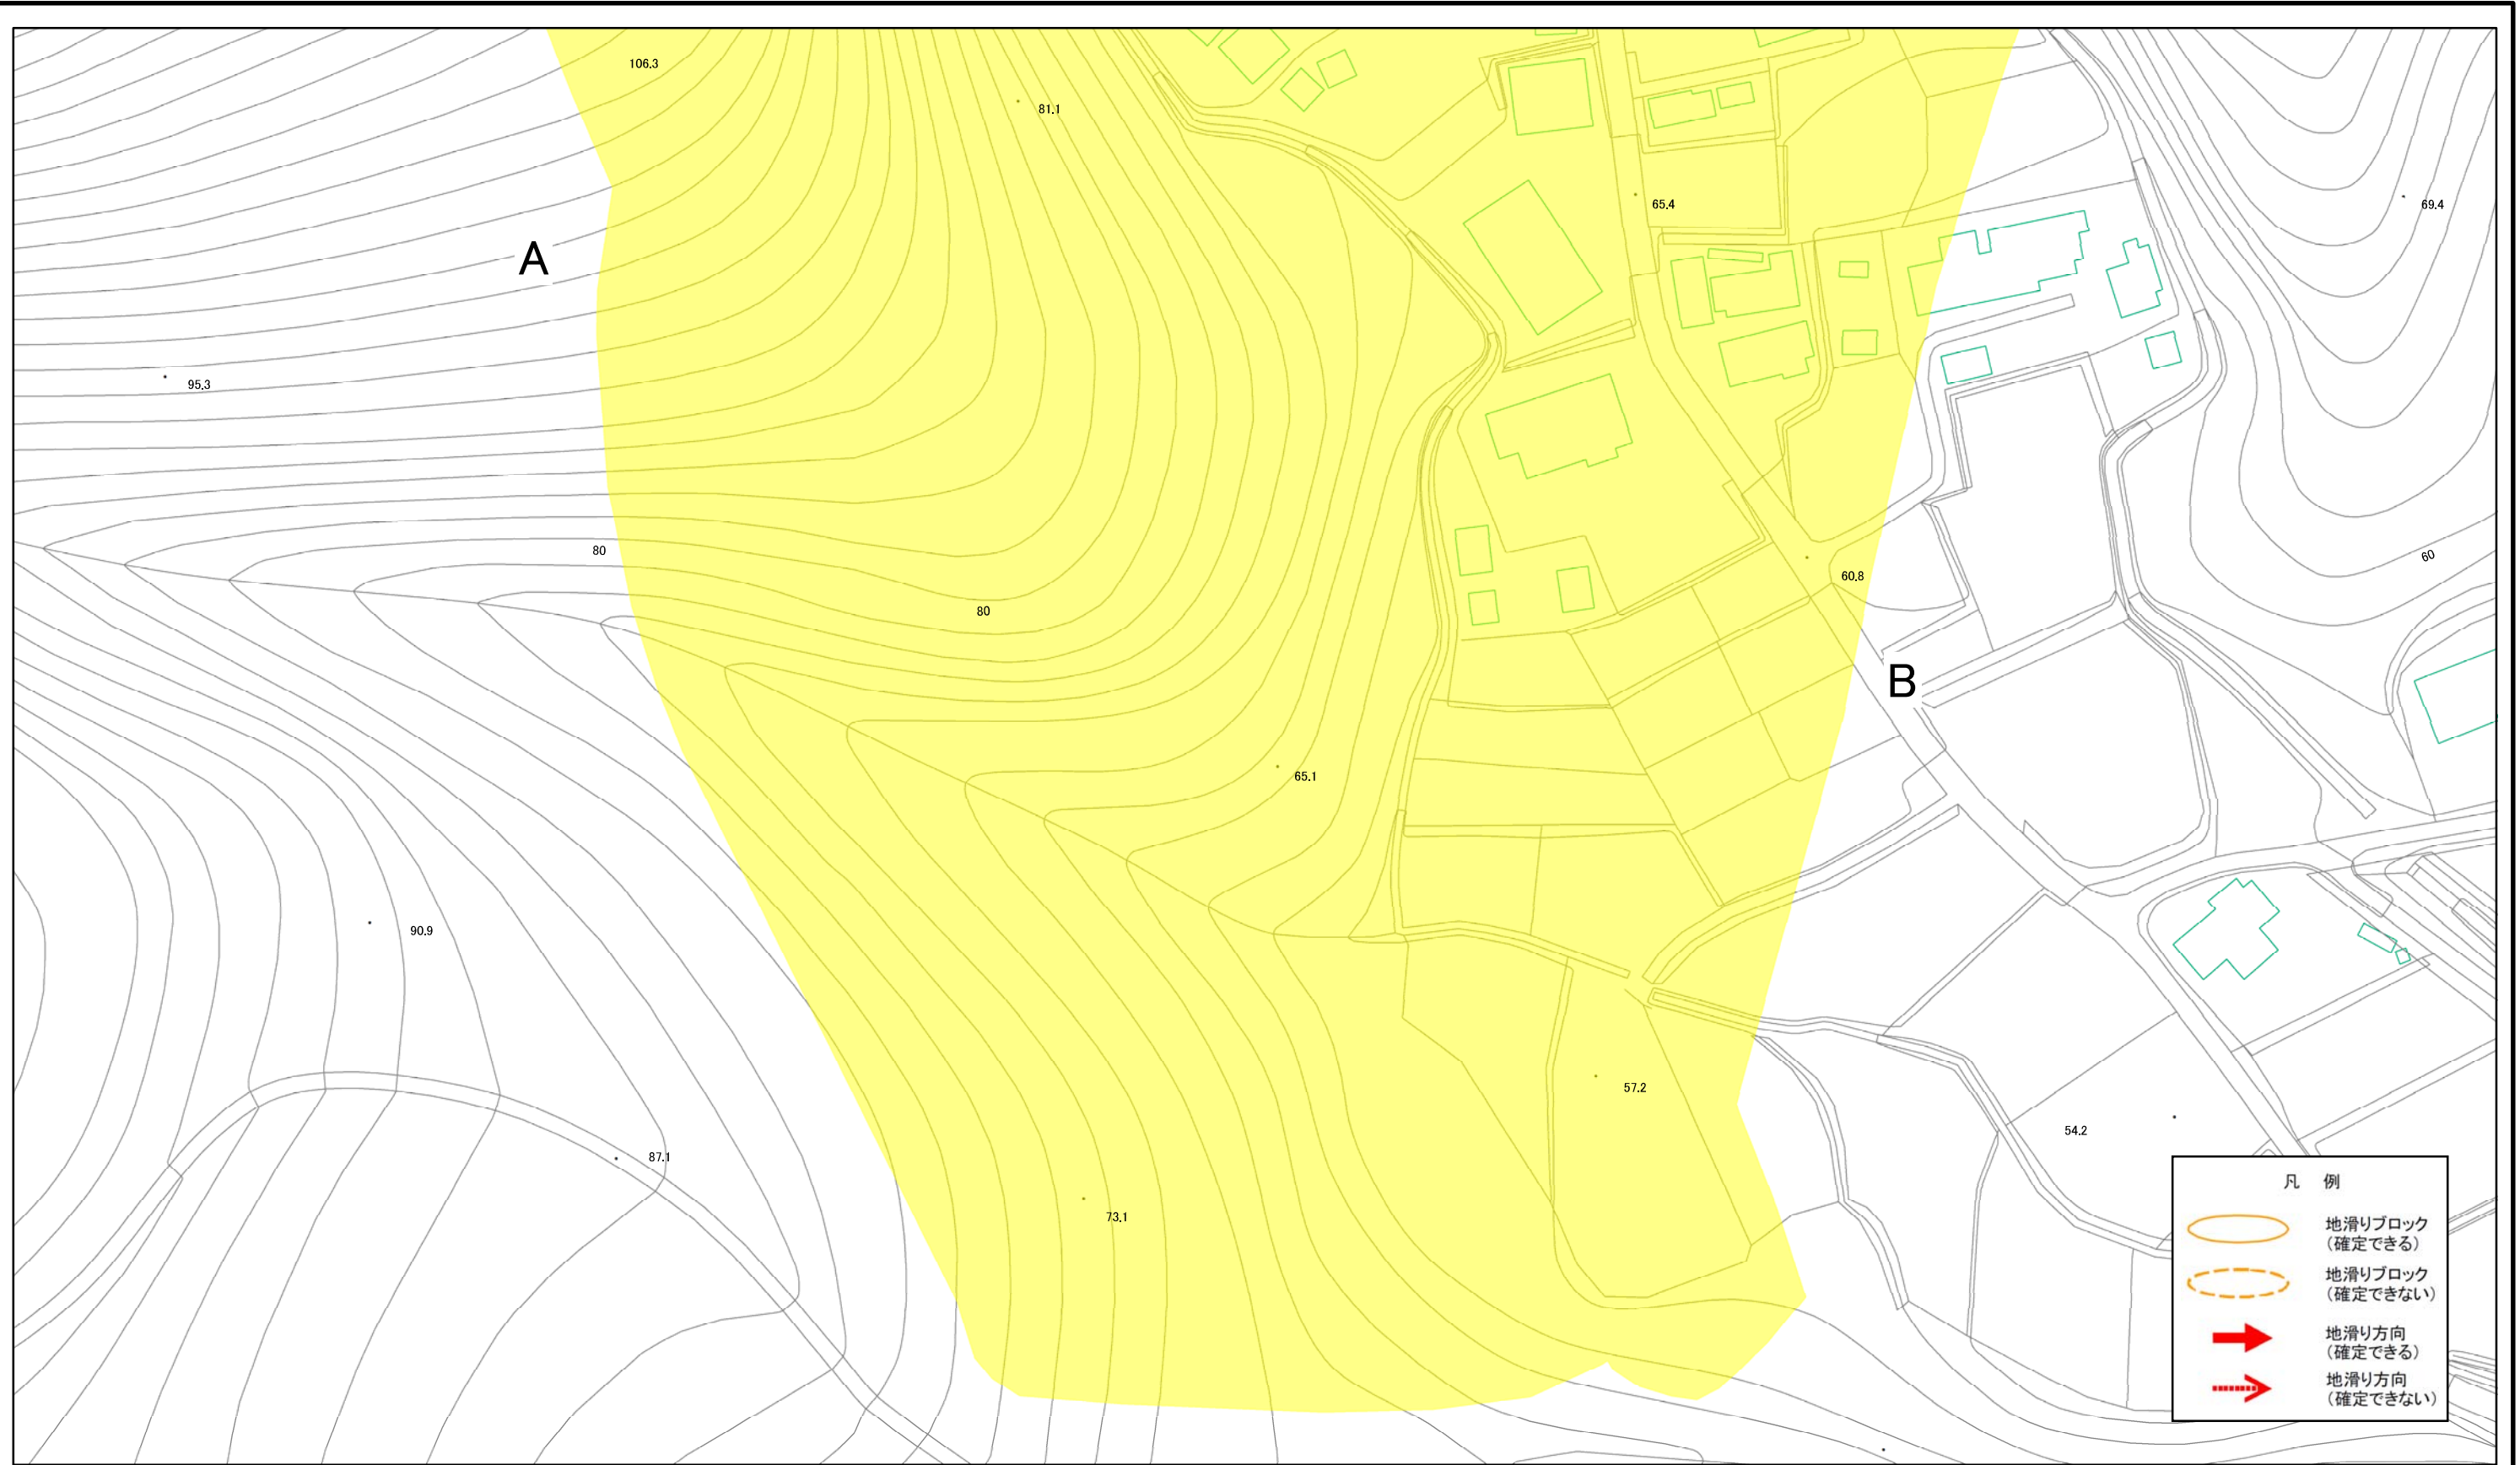 106.3
81.1
65.4
69.4
A
95.3
80
60
60.8
80
B
65.1
90.9
57.2
54.2
87.1
73.1
凡 例
地滑りブロック
(確定できる)
地滑りブロック
(確定できない)
地滑り方向
(確定できる)
地滑り方向
(確定できない)